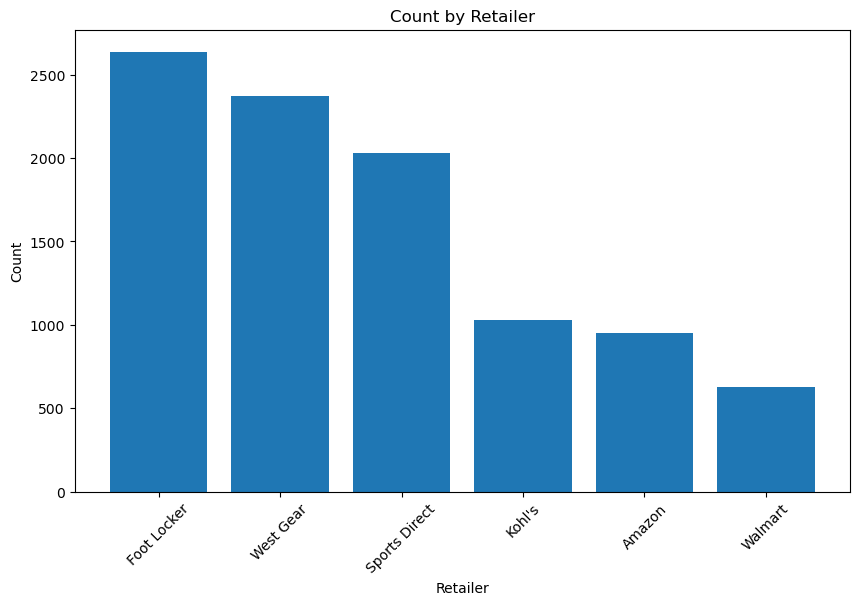 Count by Retailer
2500
2000
1500
1000
500
0
Count
Foot Locker
West Gear
Sports Direct
Kohl's
Amazon
Walmart
Retailer